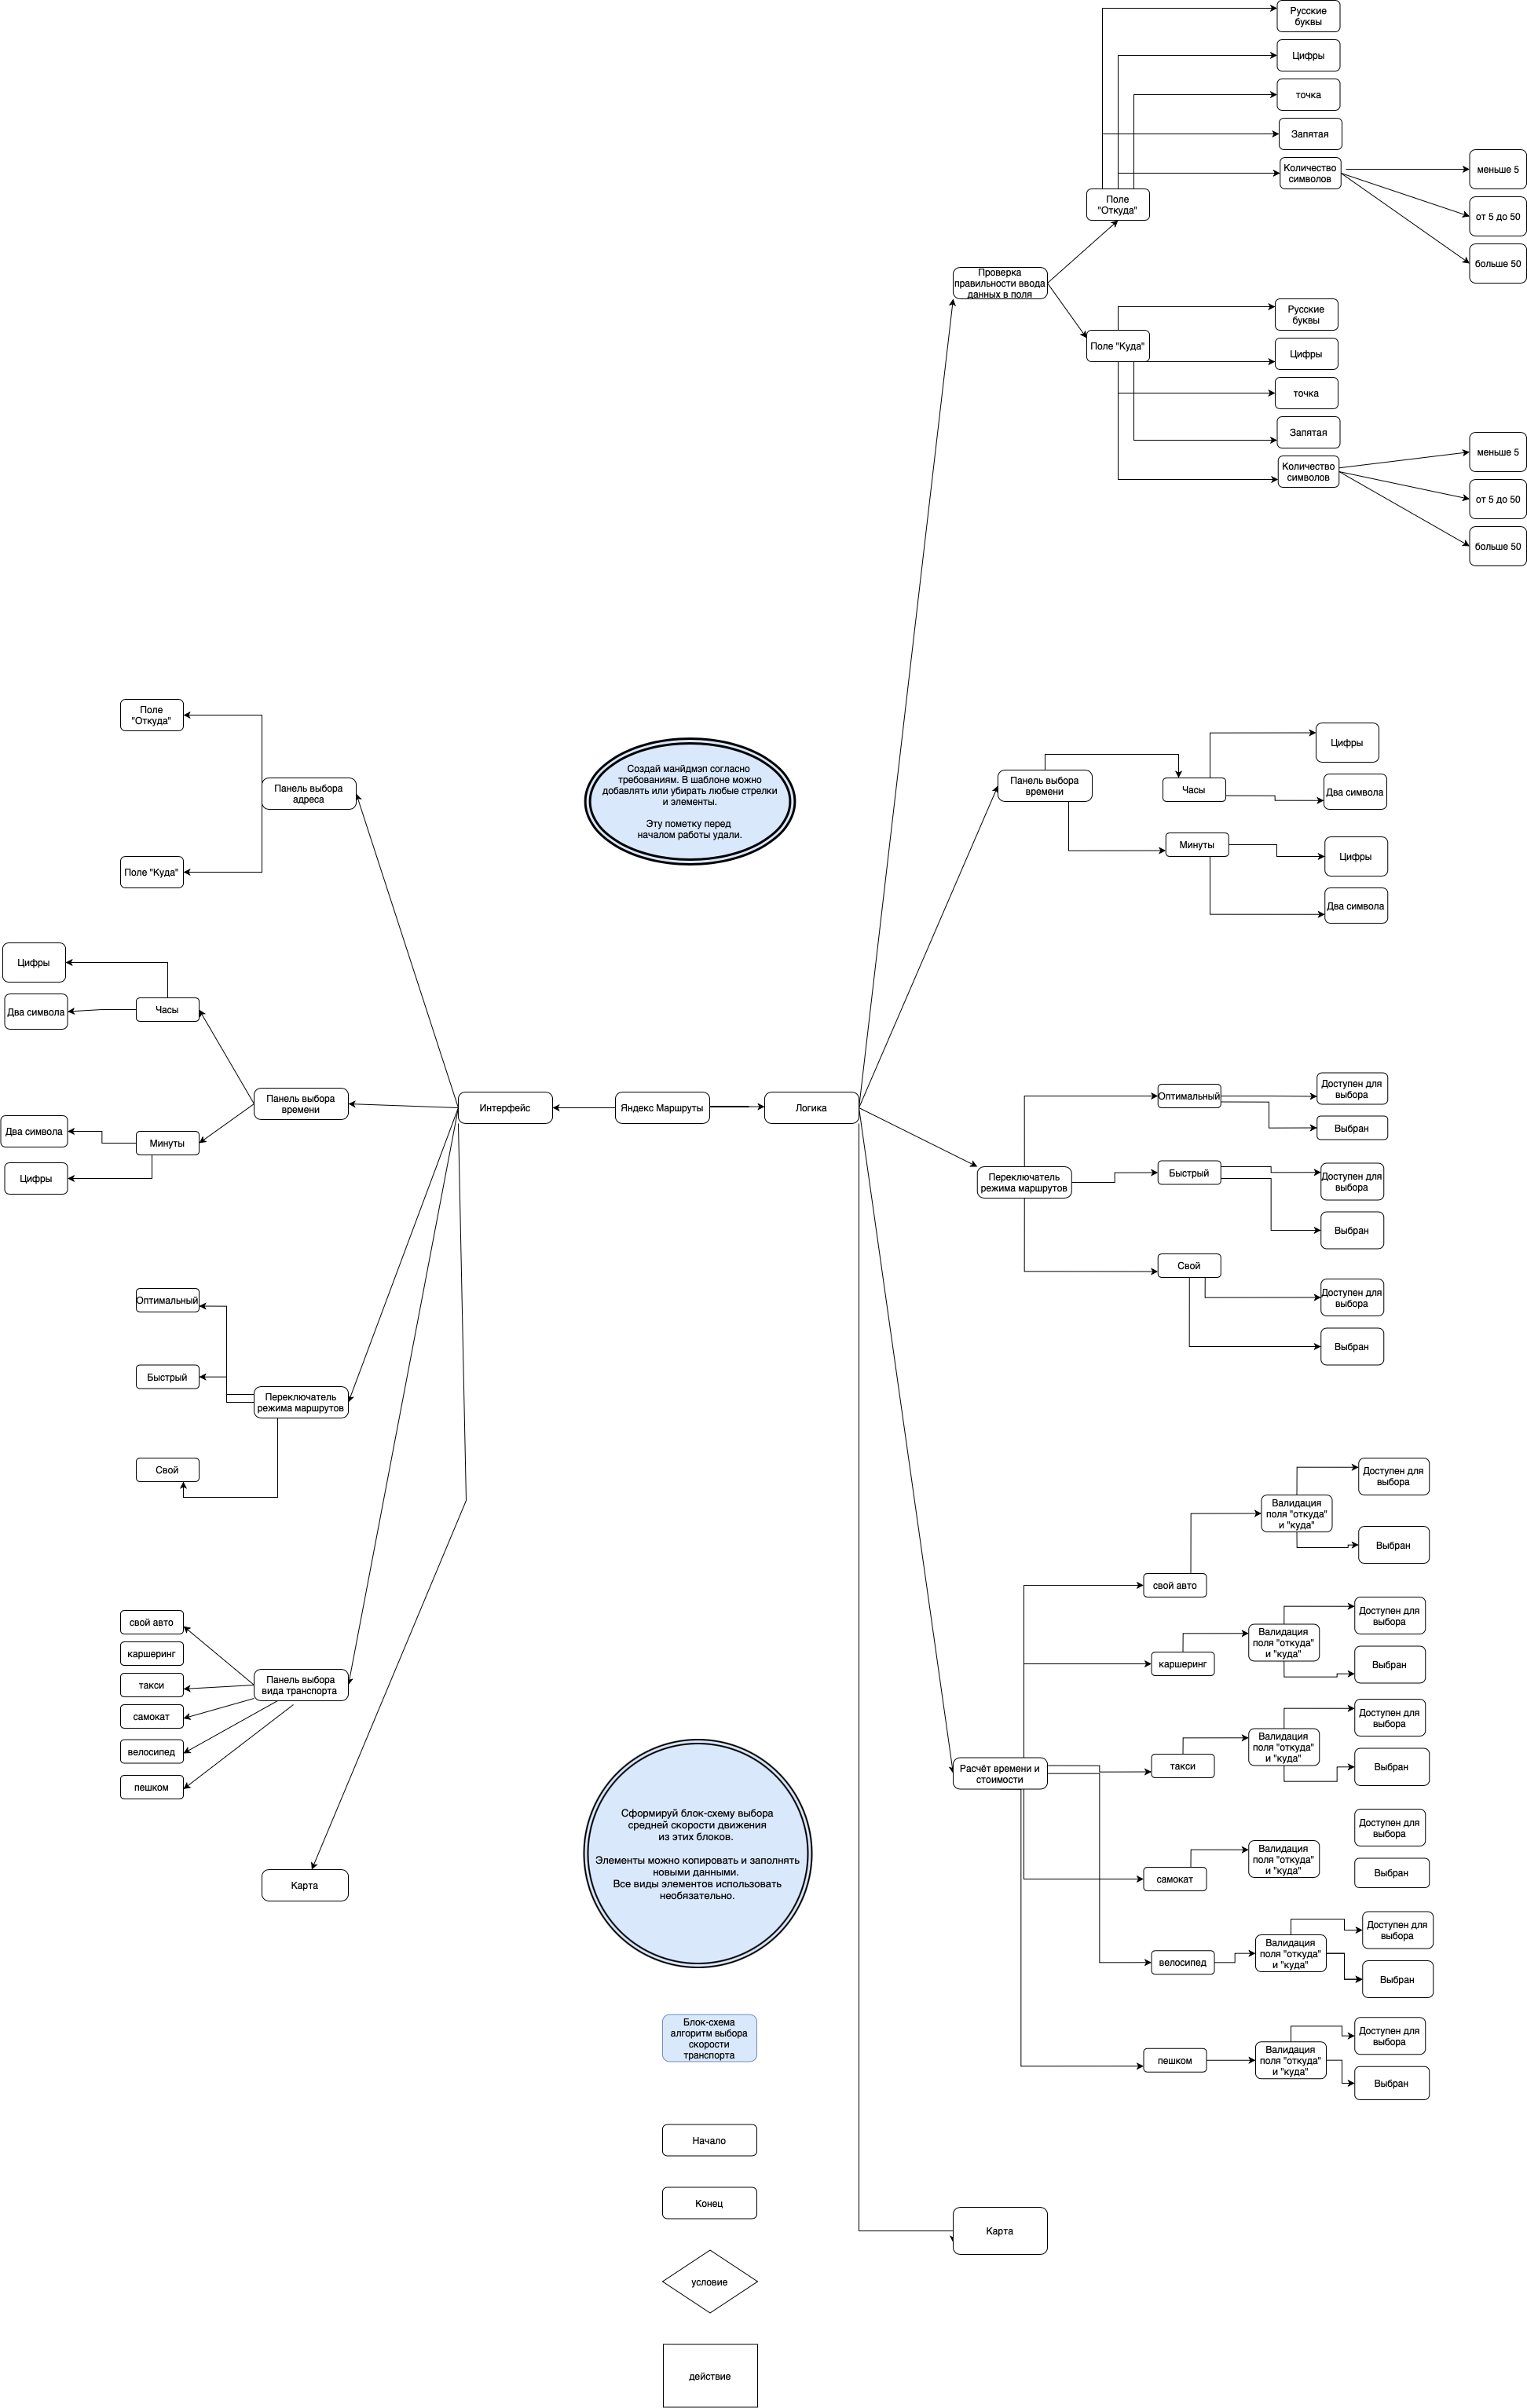 Русские
буквы
Цифры
точка
Запятая
Количество
символов
меньше 5
от 5 до 50
больше 50
Поле
"Откуда"
Проверка
правильности ввода
данных в поля
Поле "Куда"
Русские
буквы
Цифры
точка
Запятая
Количество
символов
меньше 5
от 5 до 50
больше 50
Поле
"Откуда"
Панель выбора
адреса
Поле "Куда"
Создай манйдмэп согласно
требованиям. В шаблоне можно
добавлять или убирать любые стрелки
и элементы.
Эту пометку перед
началом работы удали.
Панель выбора
времени
Часы
Цифры
Два символа
Минуты
Цифры
Два символа
Цифры
Два символа
Часы
Панель выбора
времени
Два символа
Минуты
Цифры
Интерфейс
Яндекс Маршруты
Логика
Оптимальный
Доступен для
выбора
Выбран
Переключатель
режима маршрутов
Быстрый
Доступен для
выбора
Выбран
Свой
Доступен для
выбора
Выбран
Оптимальный
Быстрый
Переключатель
режима маршрутов
Свой
свой авто
каршеринг
такси
самокат
велосипед
пешком
Панель выбора
вида транспорта
Карта
Сформируй блок-схему выбора
средней скорости движения
из этих блоков.
Элементы можно копировать и заполнять
новыми данными.
Все виды элементов использовать
необязательно.
Расчёт времени и
стоимости
свой авто
Валидация
поля "откуда"
и "куда"
Доступен для
выбора
Выбран
каршеринг
Валидация
поля "откуда"
и "куда"
Доступен для
выбора
Выбран
такси
Валидация
поля "откуда"
и "куда"
Доступен для
выбора
Выбран
самокат
Валидация
поля "откуда"
и "куда"
Доступен для
выбора
Выбран
велосипед
Валидация
поля "откуда"
и "куда"
Доступен для
выбора
Выбран
пешком
Валидация
поля "откуда"
и "куда"
Доступен для
выбора
Выбран
Блок-схема
алгоритм выбора
скорости
транспорта
Начало
Конец
Карта
условие
действие